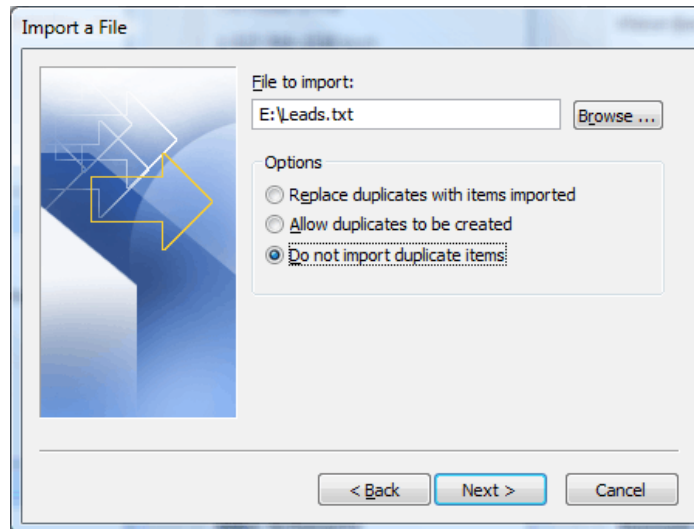 Import a File
File to import:
E:\Leads.txt
Browse ...
Options
Replace duplicates with items imported
Allow duplicates to be created
Do not import duplicate items
< Back
Next >
Cancel